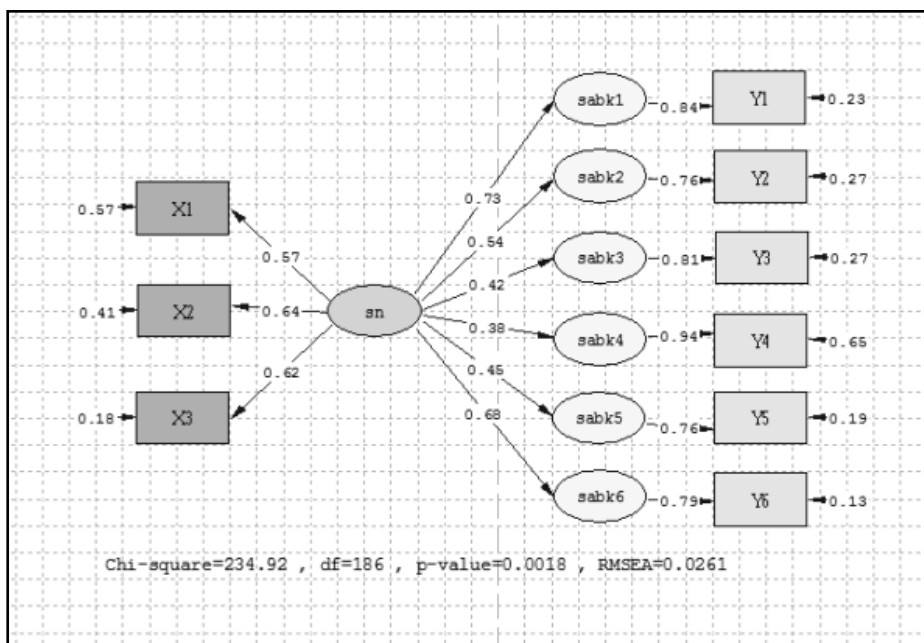 sabk1
0.84
Y1
0.23
sabk2
0.76
Y2
0.27
0.73
0.57
X1
0.54
0.57
sabk3
0.81
Y3
0.27
0.42
0.41
X2
0.64
sn
0.38
sabk4
0.94
Y4
0.65
0.62
0.45
0.18
X3
0.68
sabk5
0.76
Y5
0.19
sabk6
0.79
Y6
0.13
Chi-square=234.92 , df=186 , p-value=0.0018 , RMSEA=0.0261